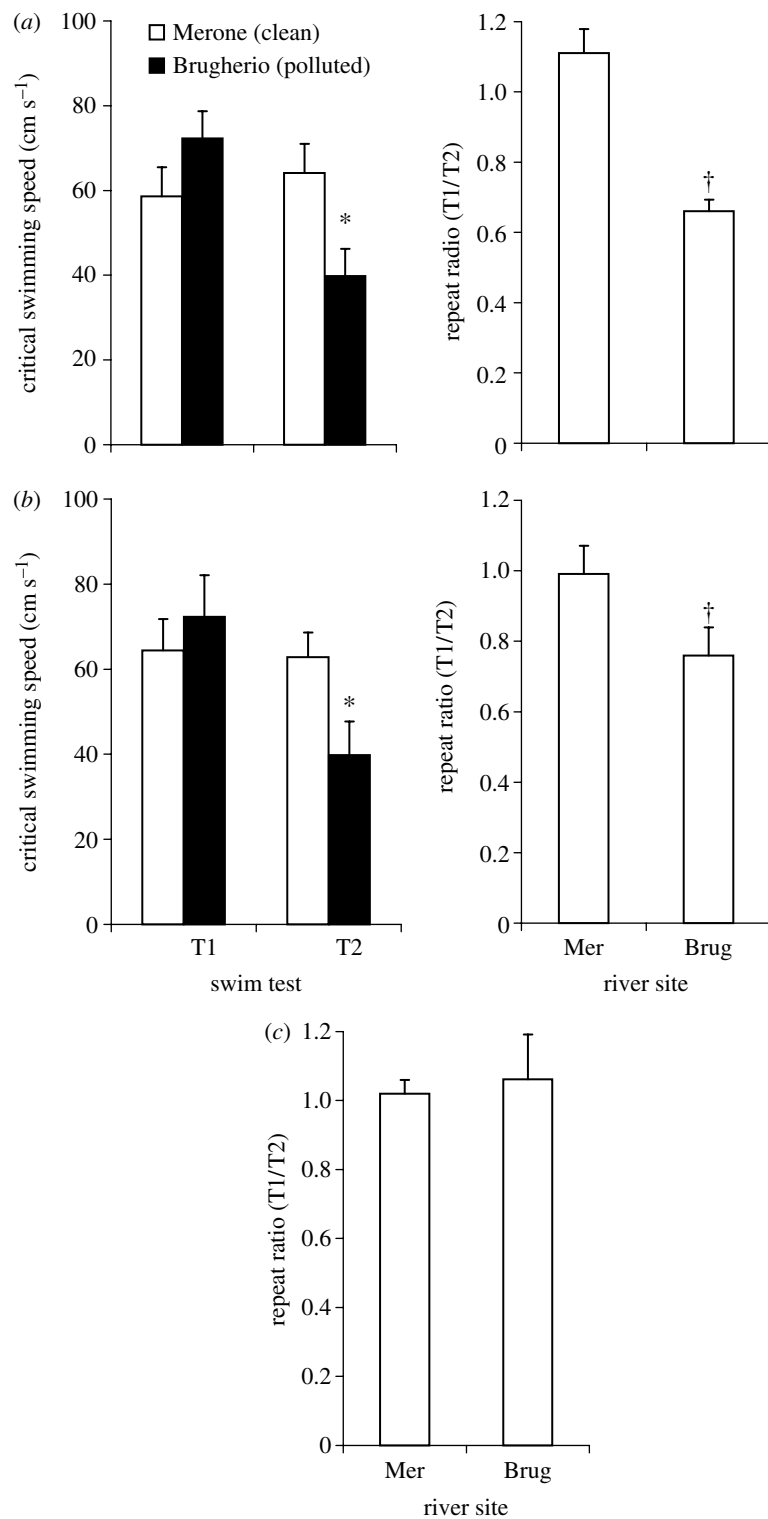 (a)
100
80
60
40
20
0
critical swimming speed (cm s⁻¹)
Merone (clean)
Brugherio (polluted)
*
1.2
1.0
0.8
0.6
0.4
0.2
0
repeat radio (T1/T2)
†
(b)
100
80
60
40
20
0
critical swimming speed (cm s⁻¹)
*
T1 T2
swim test
1.2
1.0
0.8
0.6
0.4
0.2
0
repeat ratio (T1/T2)
†
Mer Brug
river site
(c)
1.2
1.0
0.8
0.6
0.4
0.2
0
repeat ratio (T1/T2)
Mer Brug
river site